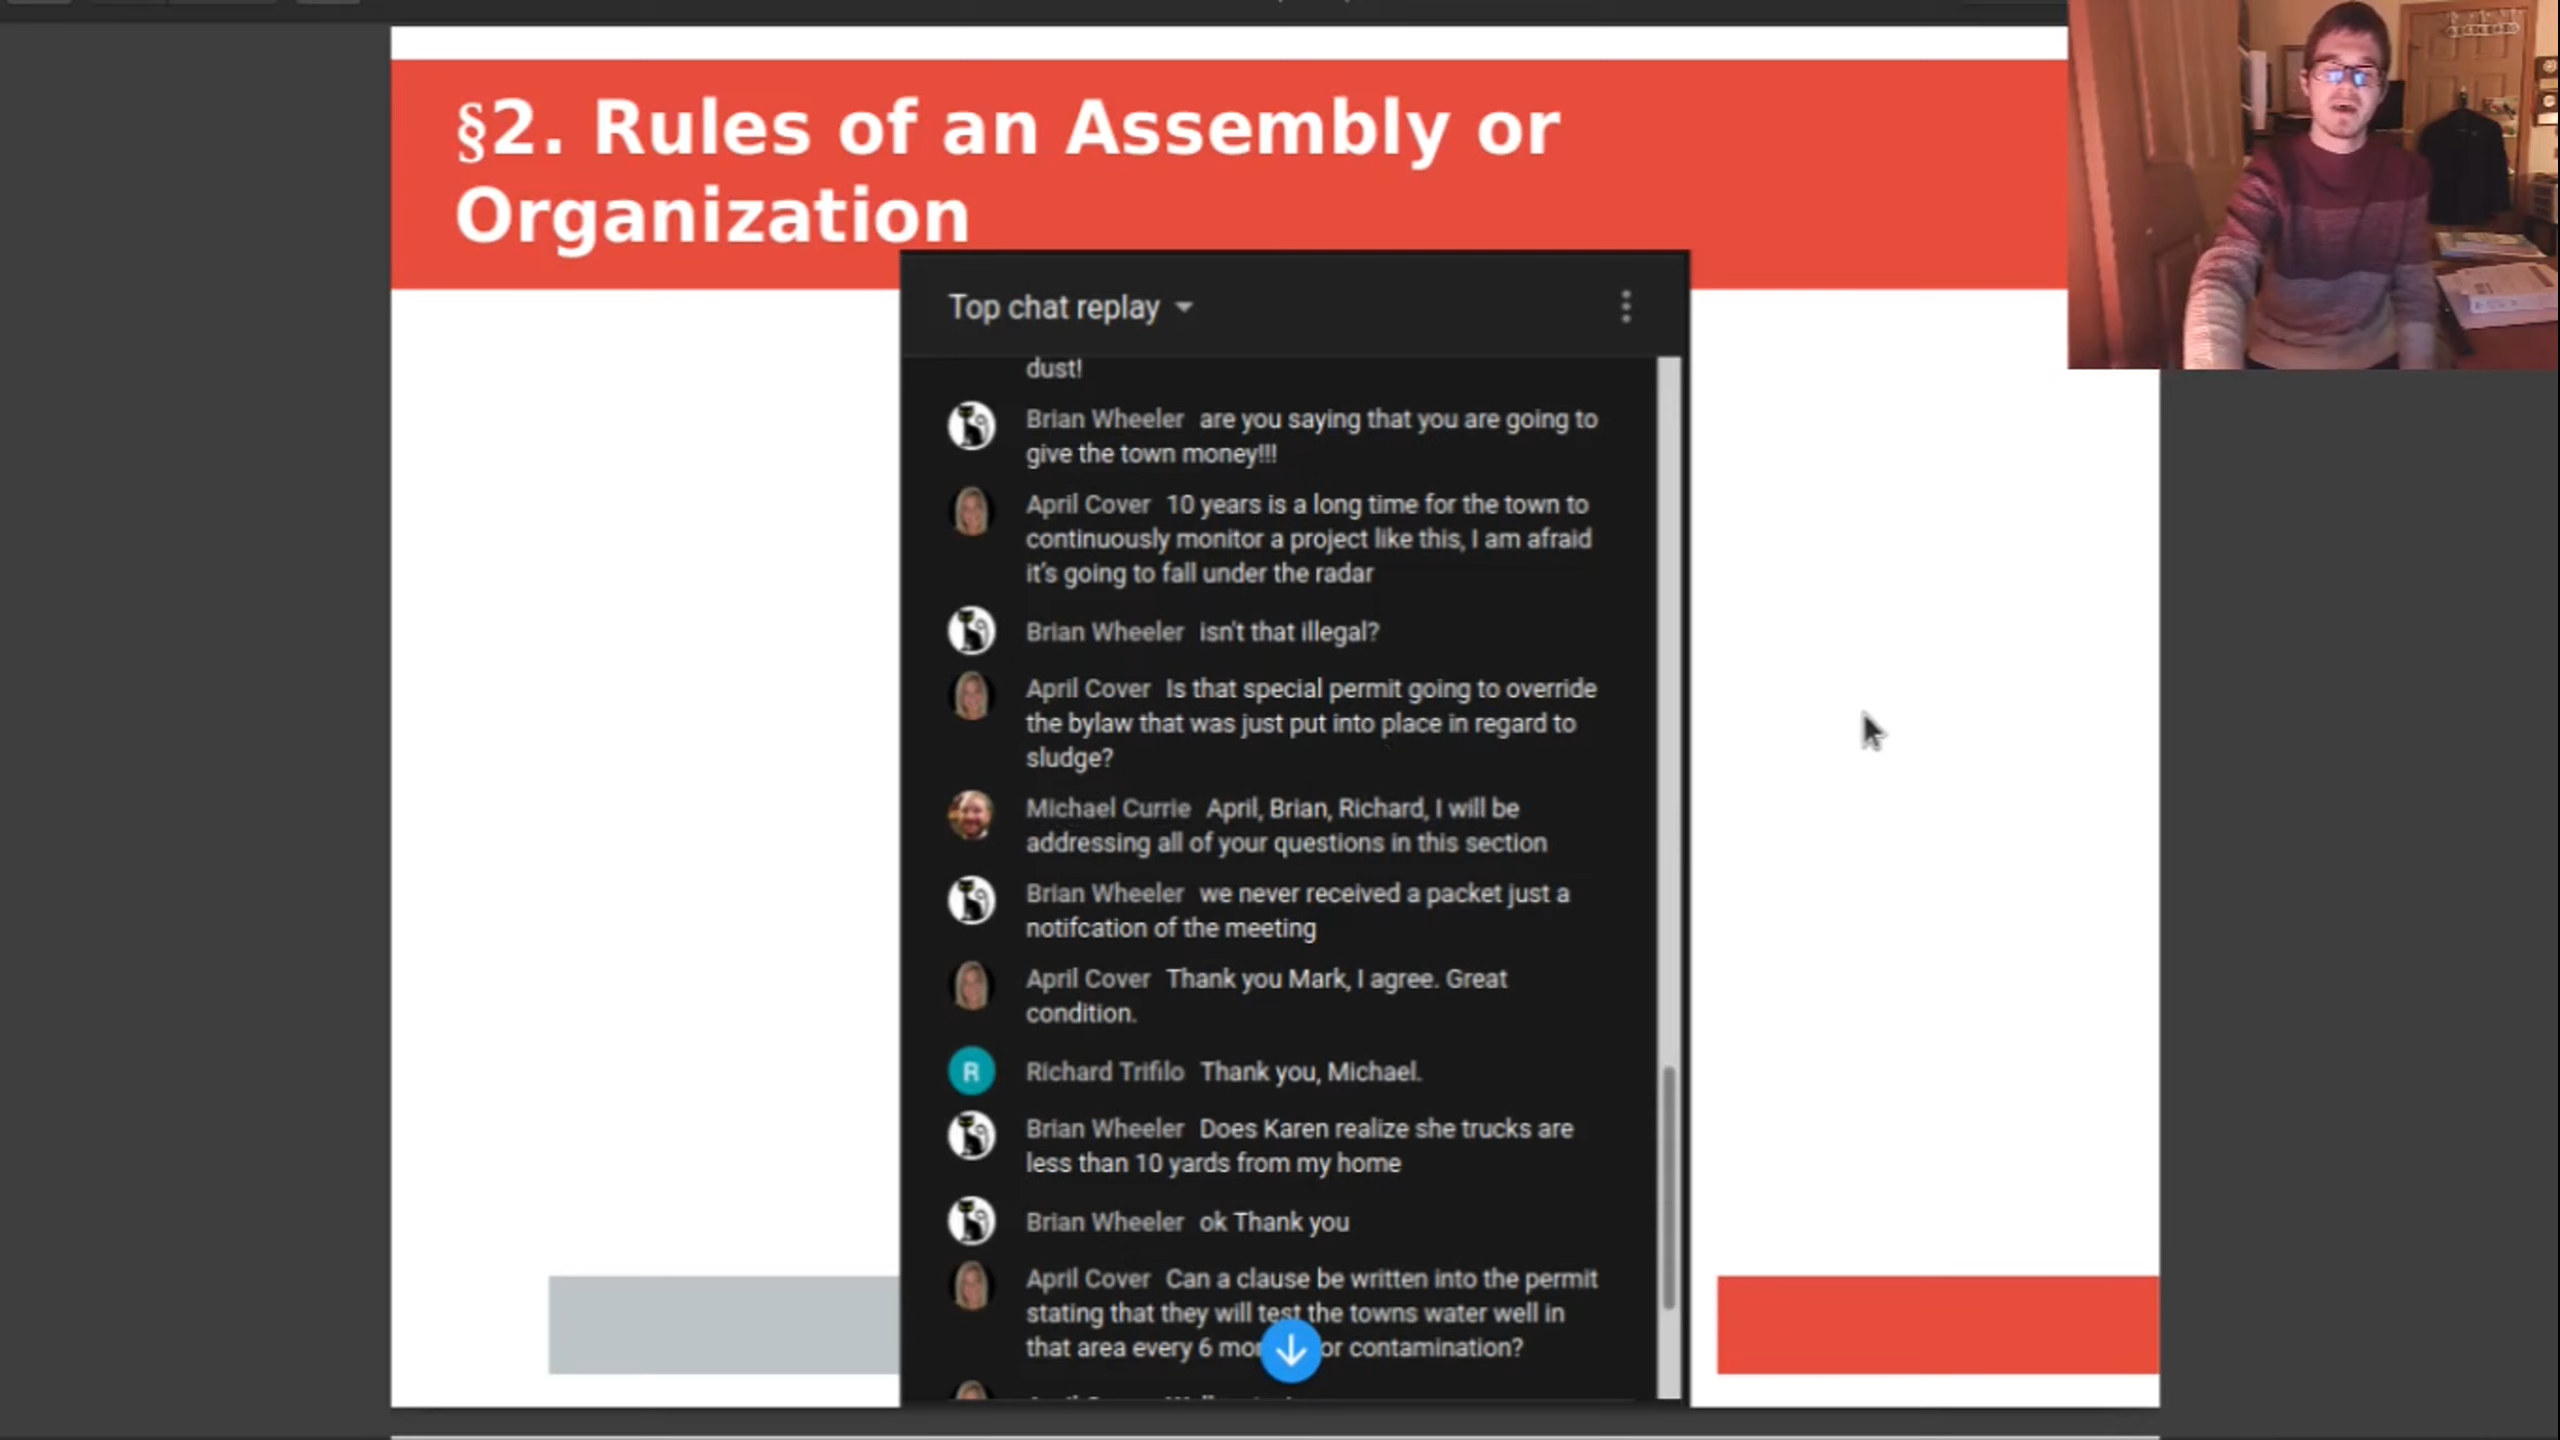 §2. Rules of an Assembly or
Organization
Top chat replay
dust!
Brian Wheeler are you saying that you are going to
give the town money!!!
April Cover 10 years is a long time for the town to
continuously monitor a project like this, I am afraid
it's going to fall under the radar
Brian Wheeler isn't that illegal?
April Cover Is that special permit going to override
the bylaw that was just put into place in regard to
sludge?
Michael Currie April, Brian, Richard, I will be
addressing all of your questions in this section
Brian Wheeler we never received a packet just a
notifcation of the meeting
April Cover Thank you Mark, I agree. Great
condition.
R
Richard Trifilo Thank you, Michael.
Brian Wheeler Does Karen realize she trucks are
less than 10 yards from my home
Brian Wheeler ok Thank you
April Cover Can a clause be written into the permit
stating that they will test the towns water well in
that area every 6 or contamination?